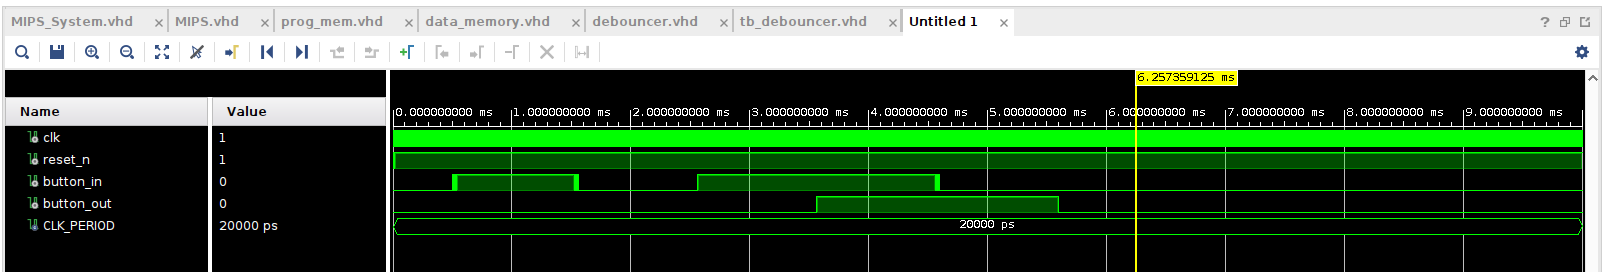 MIPS_System.vhd × MIPS.vhd × prog_mem.vhd × data_memory.vhd × debouncer.vhd × tb_debouncer.vhd × Untitled 1 × ?
6.257359125 ms
Name Value 0.000000000 ms 1.000000000 ms 2.000000000 ms 3.000000000 ms 4.000000000 ms 5.000000000 ms 6.000000000 ms 7.000000000 ms 8.000000000 ms 9.000000000 ms
clk 1
reset_n 1
button_in 0
button_out 0
CLK_PERIOD 20000 ps 20000 ps